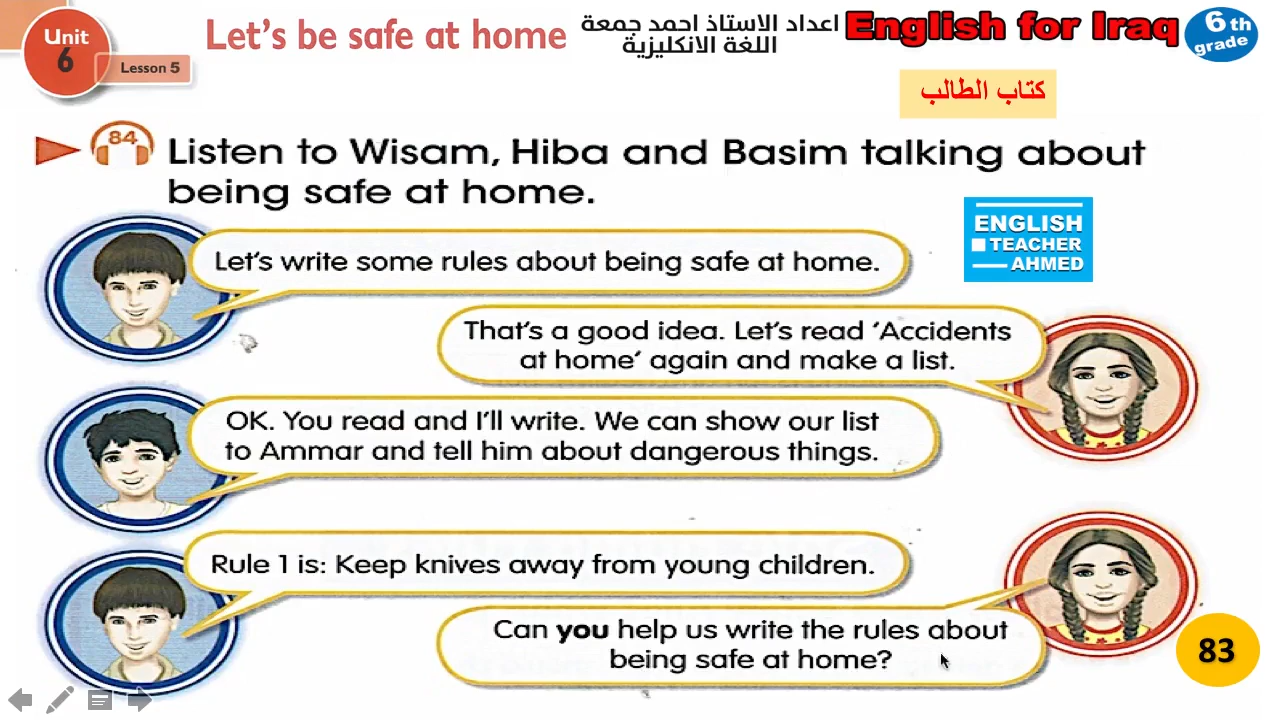 Unit
6
Lesson 5
Let's be safe at home
اعداد الاستاذ احمد جمعة
اللغة الانكليزية
English for Iraq
6 th
grade
كتاب الطالب
84
Listen to Wisam, Hiba and Basim talking about
being safe at home.
ENGLISH
TEACHER
AHMED
Let's write some rules about being safe at home.
That's a good idea. Let's read 'Accidents
at home' again and make a list.
OK. You read and I'll write. We can show our list
to Ammar and tell him about dangerous things.
Rule 1 is: Keep knives away from young children.
Can you help us write the rules about
being safe at home?
83